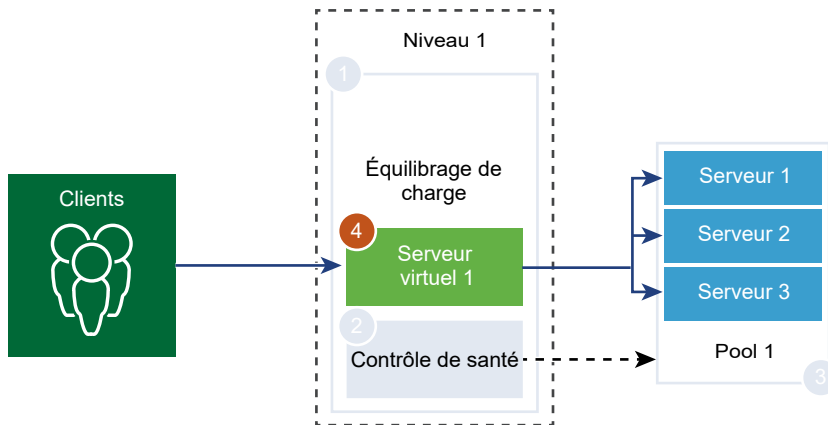 Niveau 1
1
Équilibrage de
charge
Clients
4
Serveur
virtuel 1
2
Contrôle de santé
Serveur 1
Serveur 2
Serveur 3
Pool 1
3